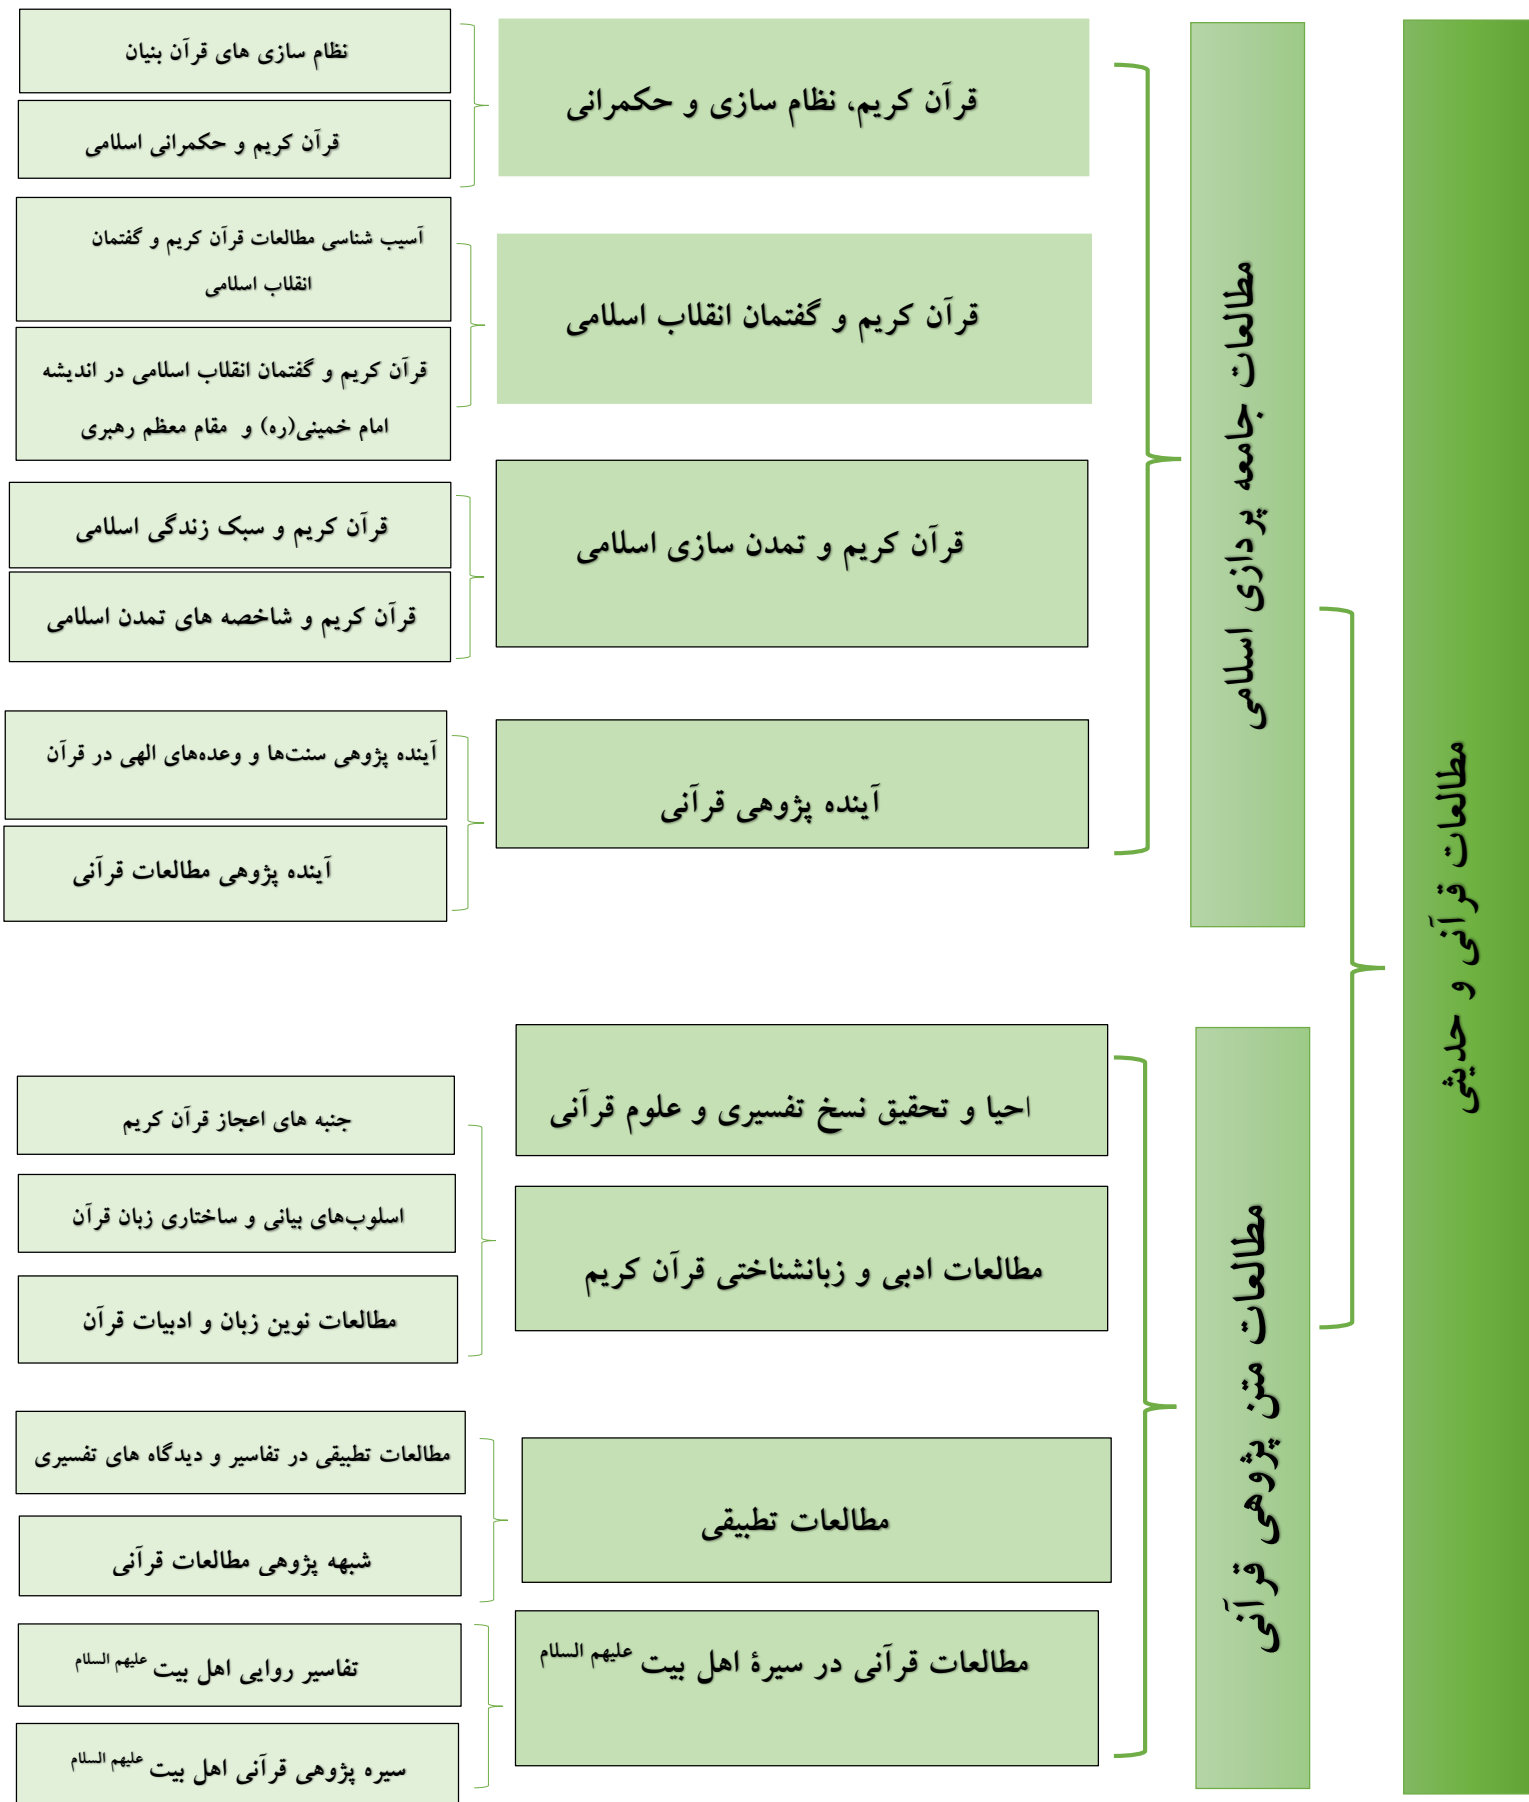 مطالعات قرآنی و حدیثی
مطالعات جامعه پردازی اسلامی
قرآن کریم، نظام سازی و حکمرانی
نظام سازی های قرآن بنیان
قرآن کریم و حکمرانی اسلامی
قرآن کریم و گفتمان انقلاب اسلامی
آسیب شناسی مطالعات قرآن کریم و گفتمان
انقلاب اسلامی
قرآن کریم و گفتمان انقلاب اسلامی در اندیشه
امام خمینی(ره) و مقام معظم رهبری
قرآن کریم و تمدن سازی اسلامی
قرآن کریم و سبک زندگی اسلامی
قرآن کریم و شاخصه های تمدن اسلامی
آینده پژوهی قرآنی
آینده پژوهی سنت‌ها و وعده‌های الهی در قرآن
آینده پژوهی مطالعات قرآنی
مطالعات متن پژوهی قرآنی
احیا و تحقیق نسخ تفسیری و علوم قرآنی
مطالعات ادبی و زبانشناختی قرآن کریم
جنبه های اعجاز قرآن کریم
اسلوب‌های بیانی و ساختاری زبان قرآن
مطالعات نوین زبان و ادبیات قرآن
مطالعات تطبیقی
مطالعات تطبیقی در تفاسیر و دیدگاه های تفسیری
شبهه پژوهی مطالعات قرآنی
مطالعات قرآنی در سیرهٔ اهل بیت علیهم السلام
تفاسیر روایی اهل بیت علیهم السلام
سیره پژوهی قرآنی اهل بیت علیهم السلام